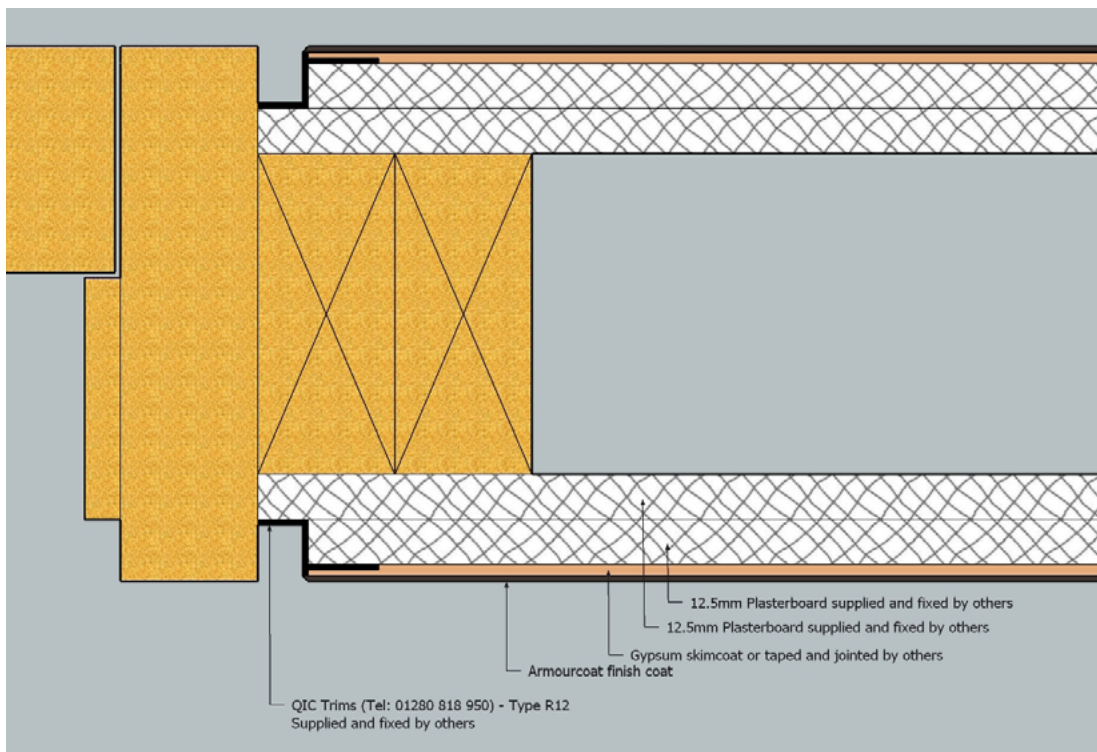 12.5mm Plasterboard supplied and fixed by others
12.5mm Plasterboard supplied and fixed by others
Gypsum skimcoat or taped and jointed by others
Armourcoat finish coat
QIC Trims (Tel: 01280 818 950) - Type R12
Supplied and fixed by others